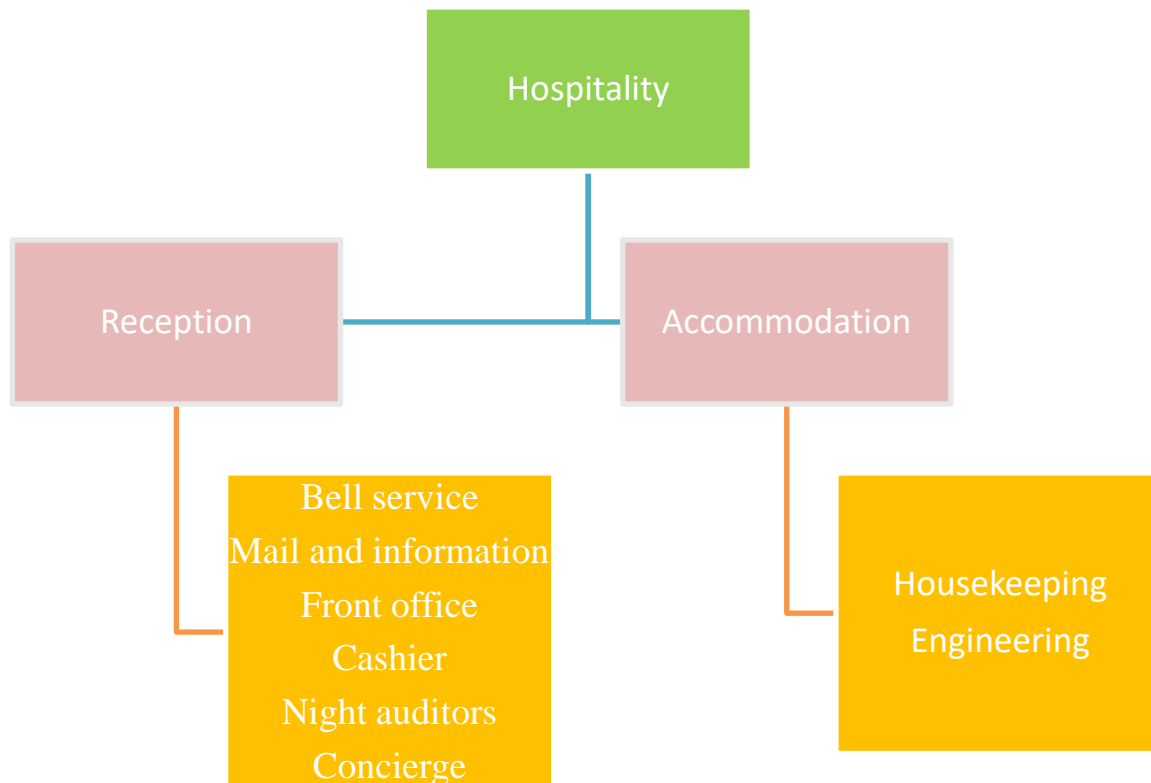 Hospitality
Reception
Accommodation
Bell service
Mail and information
Front office
Cashier
Night auditors
Concierge
Housekeeping
Engineering